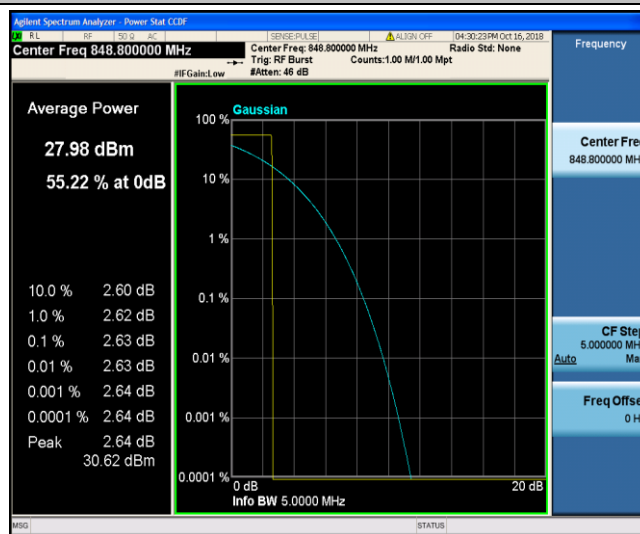 Agilent Spectrum Analyzer - Power Stat CCDF
RL RF 50 Ω AC SENSE:PULSE ALIGN OFF 04:30:23PM Oct 16, 2018
Center Freq 848.800000 MHz
Center Freq: 848.800000 MHz Radio Std: None
Trig: RF Burst Counts:1.00 M/1.00 Mpt
#IFGain:Low #Atten: 46 dB
Frequency
Average Power
27.98 dBm
55.22 % at 0dB
10.0 % 2.60 dB
1.0 % 2.62 dB
0.1 % 2.63 dB
0.01 % 2.63 dB
0.001 % 2.64 dB
0.0001 % 2.64 dB
Peak 2.64 dB
30.62 dBm
Gaussian
100 %
10 %
1 %
0.1 %
0.01 %
0.001 %
0.0001 %
0 dB 20 dB
Info BW 5.0000 MHz
Center Fre
848.800000 MH
CF Step
5.000000 MH
Auto Ma
Freq Offse
0 H
MSG STATUS